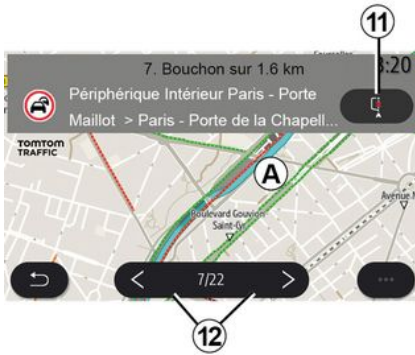 11
7. Bouchon sur 1.6 km
3:20
Périphérique Intérieur Paris - Porte
Maillot > Paris - Porte de la Chapell...
TOMTOM
TRAFFIC
A
Boulevard Gouvion
Saint-Cyr
Avenue
7/22
12